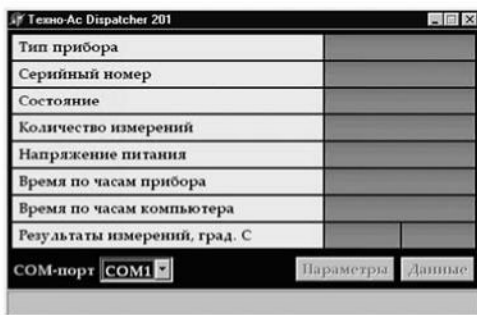 Техно-Ас Dispatcher 201
Тип прибора
Серийный номер
Состояние
Количество измерений
Напряжение питания
Время по часам прибора
Время по часам компьютера
Результаты измерений, град. С
COM-порт COM1 Параметры Данные